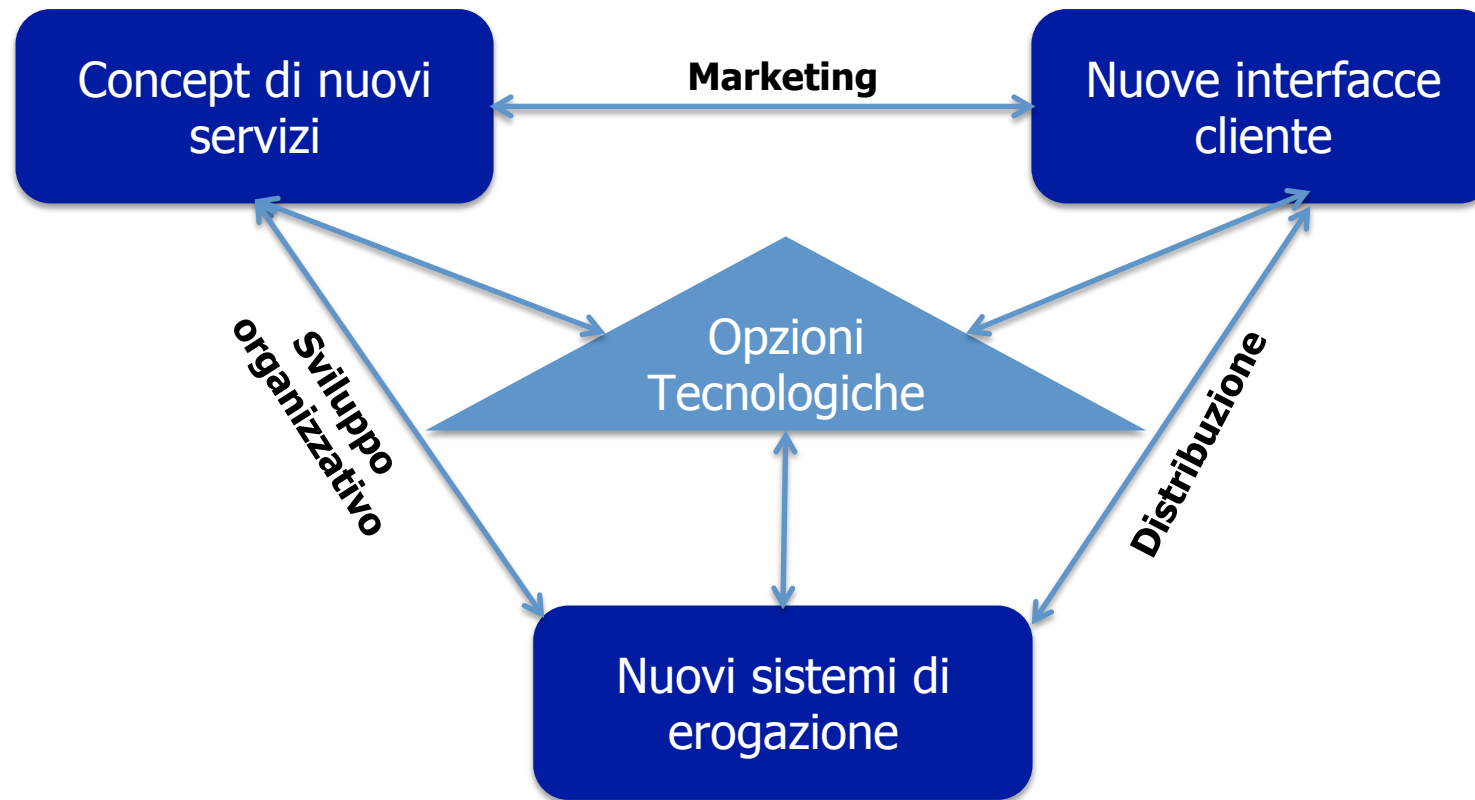 Concept di nuovi
servizi
Marketing
Nuove interfacce
cliente
Opzioni
Tecnologiche
Sviluppo
organizzativo
Distribuzione
Nuovi sistemi di
erogazione